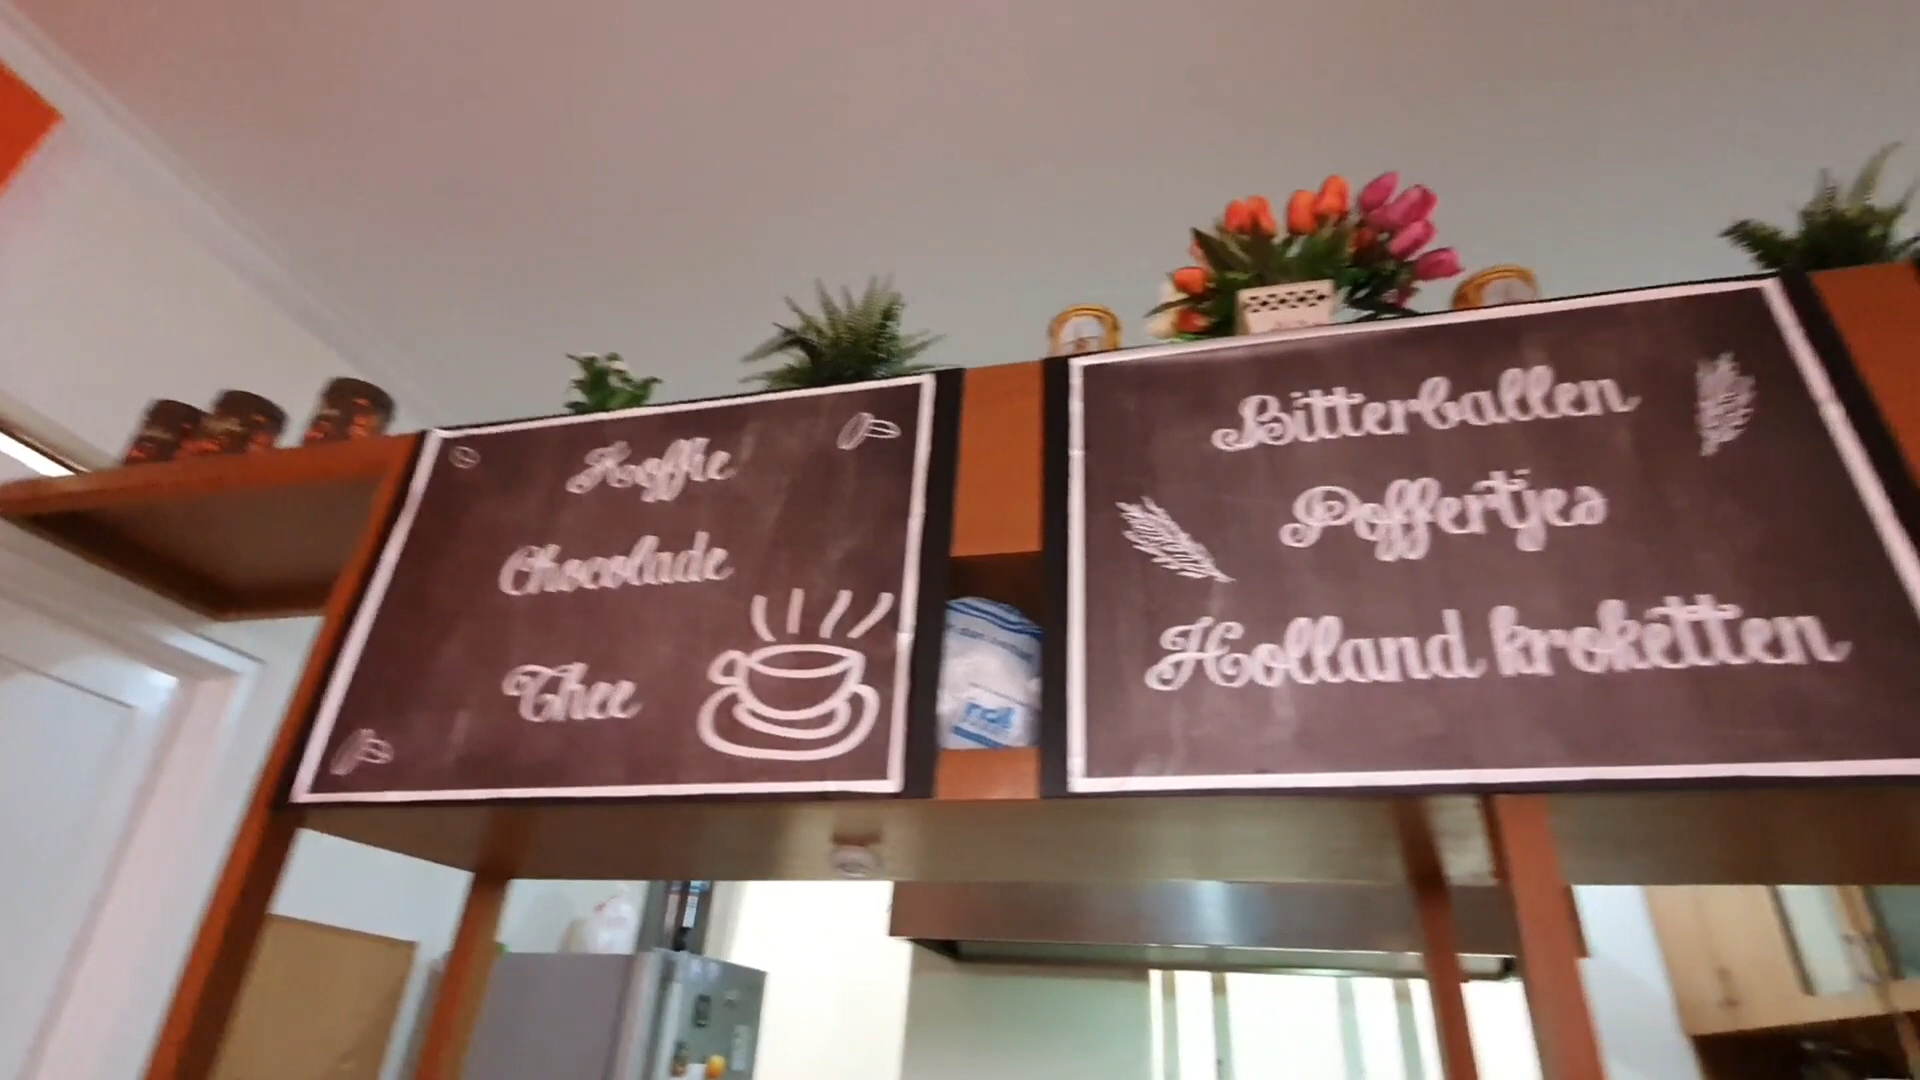 Koffie
Chocolade
Thee
Bitterballen
Poffertjes
Holland kroketten